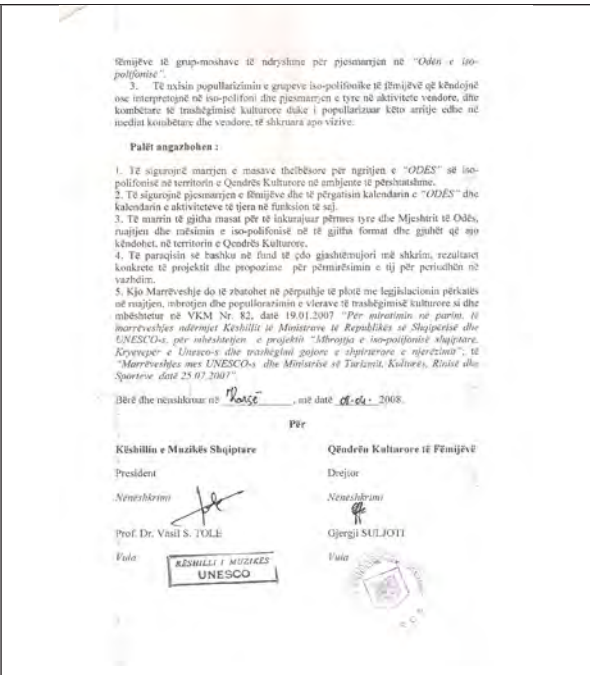 fëmijëve të grup-moshave të ndryshme për pjesmarrjen në "Odën e iso-
polifonisë".
3. Të nxisin popullarizimin e grupeve iso-polifonike të fëmijëve që këndojnë
ose interpretojnë në iso-polifoni dhe pjesmarrjen e tyre në aktivitete vendore, dhe
kombëtare të trashëgimisë kulturore duke i popullarizuar këto arritje edhe në
mediat kombëtare dhe vendore, të shkruara apo vizive.
Palët angazhohen :
1. Të sigurojnë marrjen e masave thelbësore për ngritjen e "ODËS" së iso-
polifonisë në territorin e Qendrës Kulturore në ambjente të përshtatshme.
2. Të sigurojnë pjesmarrjen e fëmijëve dhe të përgatisin kalendarin e "ODËS" dhe
kalendarin e aktiviteteve të tjera në funksion të saj.
3. Të marrin të gjitha masat për të inkurajuar përmes tyre dhe Mjeshtrit të Odës,
ruajtjen dhe mësimin e iso-polifonisë në të gjitha format dhe gjuhët që ajo
këndohet, në territorin e Qendrës Kulturore.
4. Të paraqisin së bashku në fund të çdo gjashtëmujori më shkrim, rezultatet
konkrete të projektit dhe propozime për përmirësimin e tij për periudhën në
vazhdim.
5. Kjo Marrëveshje do të zbatohet në përputhje të plotë me legjislacionin përkatës
në ruajtjen, mbrojtjen dhe popullorazimin e vlerave të trashëgimisë kulturore si dhe
mbështetur në VKM Nr. 82, datë 19.01.2007 "Për miratimin në parim, të
marrëveshjes ndërmjet Këshillit të Ministrave të Republikës së Shqipërisë dhe
UNESCO-s, për mbështetjen e projektit "Mbrojtja e iso-polifonisë shqiptare,
Kryevepër e Unesco-s dhe trashëgimi gojore e shpirtërore e njerëzimit"; të
"Marrëveshjes mes UNESCO-s dhe Ministrisë së Turizmit, Kulturës, Rinisë dhe
Sporteve datë 25.07.2007".
Bërë dhe nënshkruar në Korçë, më datë 01-04- 2008.
Për
Këshillin e Muzikës Shqiptare Qëndrën Kulturore të Fëmijëve
President Drejtor
Nënëshkrimi Nënëshkrimi
Prof. Dr. Vasil S. TOLE Gjergji SULJOTI
Vula Vula
KËSHILLI I MUZIKËS
UNESCO